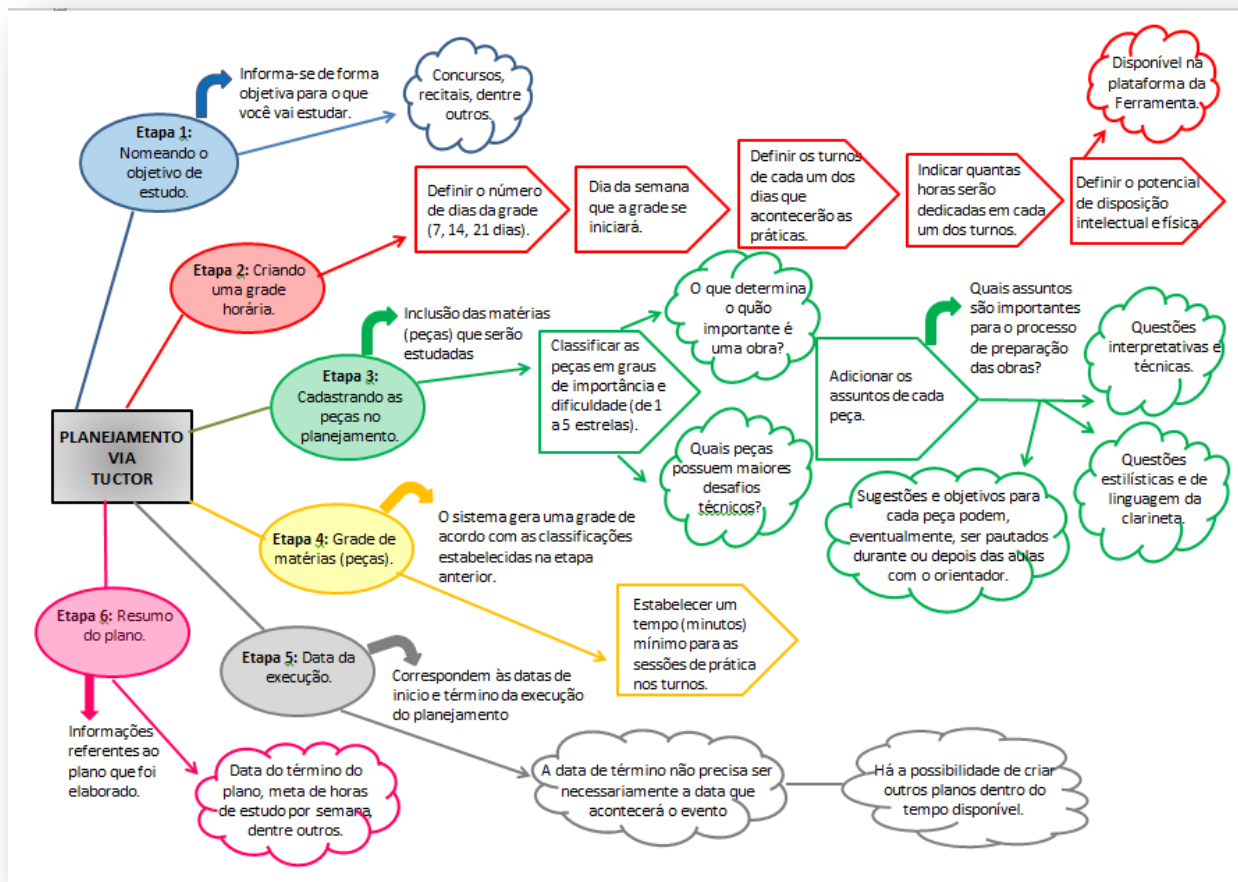 Informa-se de forma
objetiva para o que
você vai estudar.
Concursos,
recitais, dentre
outros.
Disponível na
plataforma da
Ferramenta.
Etapa 1:
Nomeando o
objetivo de
estudo.
Definir o número
de dias da grade
(7, 14, 21 dias).
Dia da semana
que a grade se
iniciará.
Definir os turnos
de cada um dos
dias que
acontecerão as
práticas.
Indicar quantas
horas serão
dedicadas em cada
um dos turnos.
Definir o potencial
de disposição
intelectual e física
Etapa 2: Criando
uma grade
horária.
Inclusão das matérias
(peças) que serão
estudadas
O que determina
o quão
importante é
uma obra?
Quais assuntos
são importantes
para o processo
de preparação
das obras?
Questões
interpretativas e
técnicas.
Etapa 3:
Cadastrando as
peças no
planejamento.
Classificar as
peças em graus
de importância e
dificuldade (de 1
a 5 estrelas).
Adicionar os
assuntos de cada
peça.
PLANEJAMENTO
VIA
TUCTOR
Quais peças
possuem maiores
desafios
técnicos?
Sugestões e objetivos para
cada peça podem,
eventualmente, ser pautados
durante ou depois das aulas
com o orientador.
Questões
estilísticas e de
linguagem da
clarineta.
Etapa 4: Grade de
matérias (peças).
O sistema gera uma grade de
acordo com as classificações
estabelecidas na etapa
anterior.
Estabelecer um
tempo (minutos)
mínimo para as
sessões de prática
nos turnos.
Etapa 6: Resumo
do plano.
Etapa 5: Data da
execução.
Correspondem às datas de
inicio e término da execução
do planejamento
Informações
referentes ao
plano que foi
elaborado.
Data do término do
plano, meta de horas
de estudo por semana,
dentre outros.
A data de término não precisa ser
necessariamente a data que
acontecerá o evento
Há a possibilidade de criar
outros planos dentro do
tempo disponível.